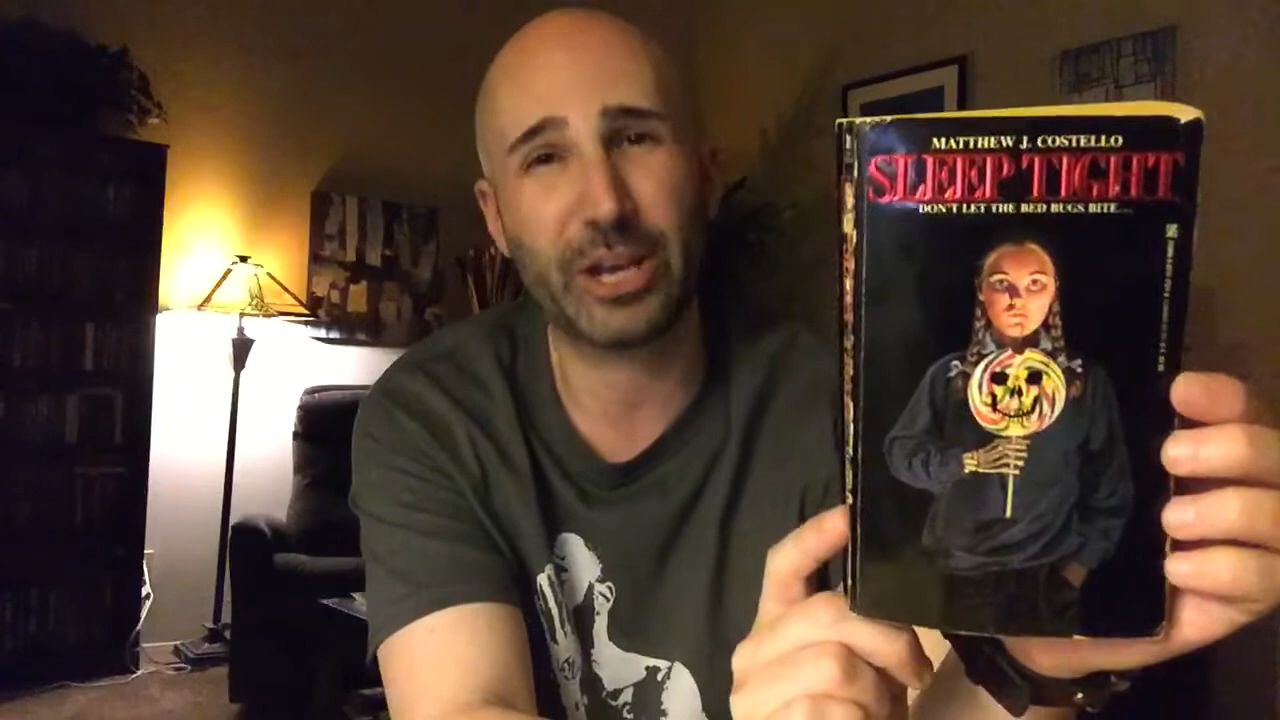 MATTHEW J. COSTELLO
SLEEP TIGHT
DON'T LET THE BED BUGS BITE...